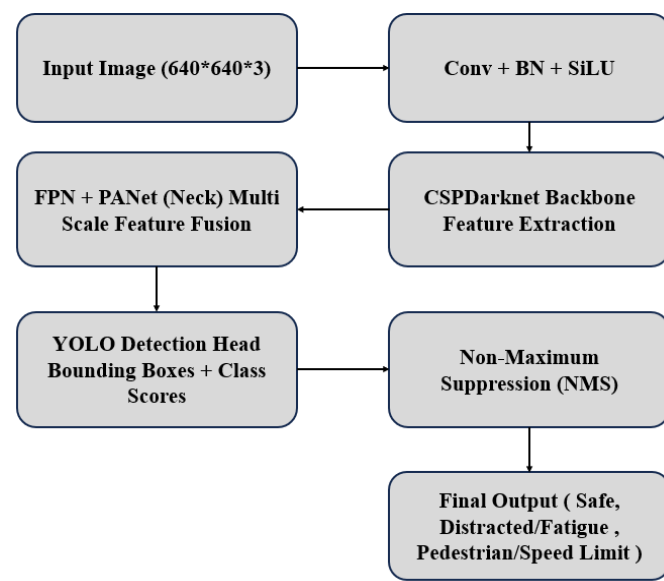 Input Image (640*640*3)
Conv + BN + SiLU
CSPDarknet Backbone
Feature Extraction
FPN + PANet (Neck) Multi
Scale Feature Fusion
YOLO Detection Head
Bounding Boxes + Class
Scores
Non-Maximum
Suppression (NMS)
Final Output ( Safe,
Distracted/Fatigue ,
Pedestrian/Speed Limit )